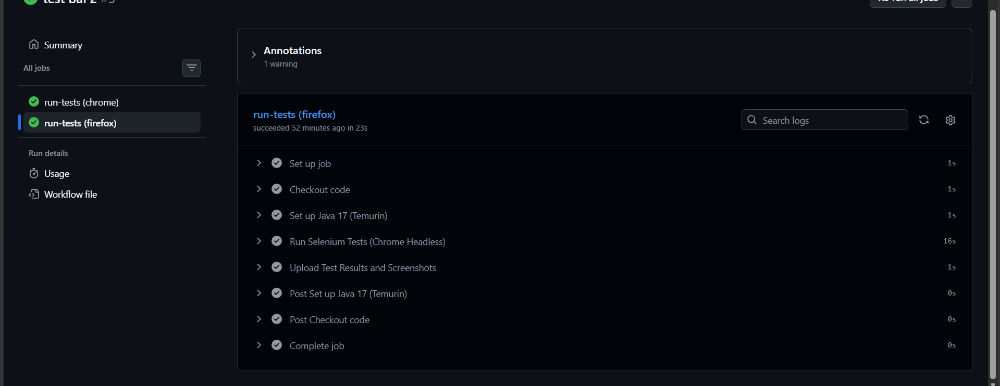 Summary
All jobs
run-tests (chrome)
run-tests (firefox)
Run details
Usage
Workflow file
Annotations
1 warning
run-tests (firefox)
succeeded 52 minutes ago in 23s
Search logs
Set up job 1s
Checkout code 1s
Set up Java 17 (Temurin) 1s
Run Selenium Tests (Chrome Headless) 16s
Upload Test Results and Screenshots 1s
Post Set up Java 17 (Temurin) 0s
Post Checkout code 0s
Complete job 0s